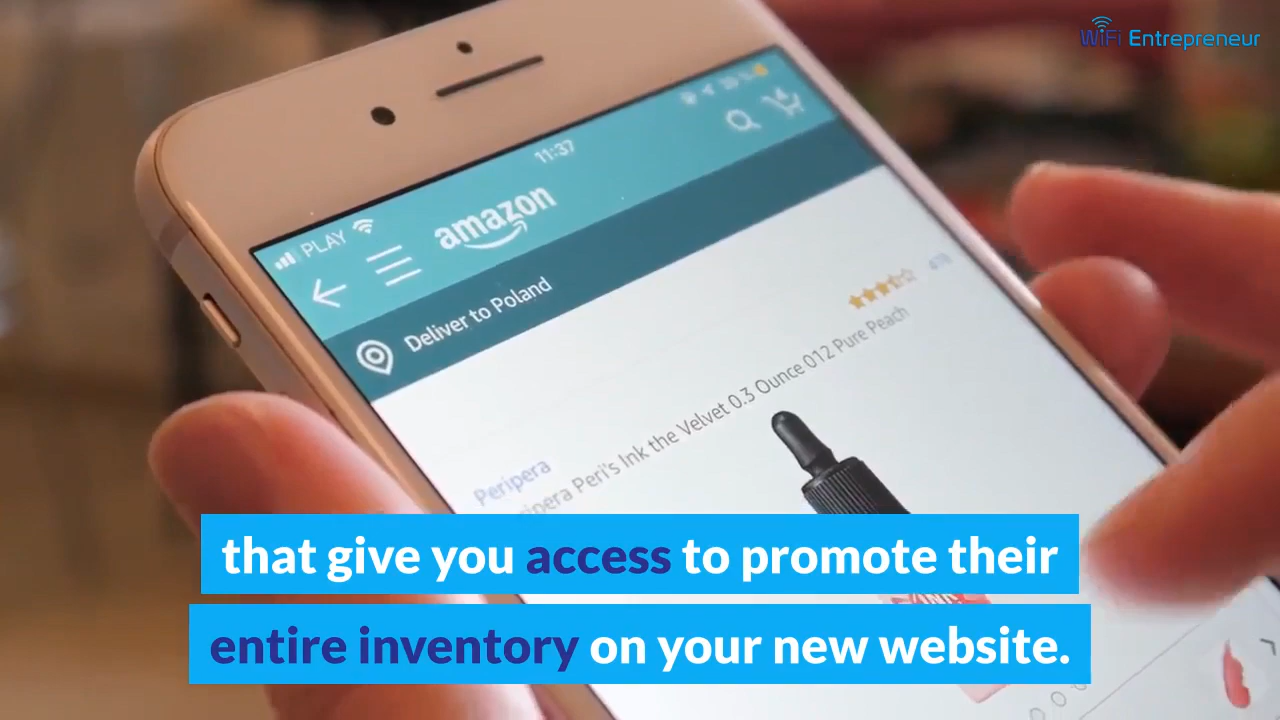 WiFi Entrepreneur
PLAY
11:37
amazon
Deliver to Poland
Peripera
Peri's Ink the Velvet 0.3 Ounce 012 Pure Peach
that give you access to promote their
entire inventory on your new website.